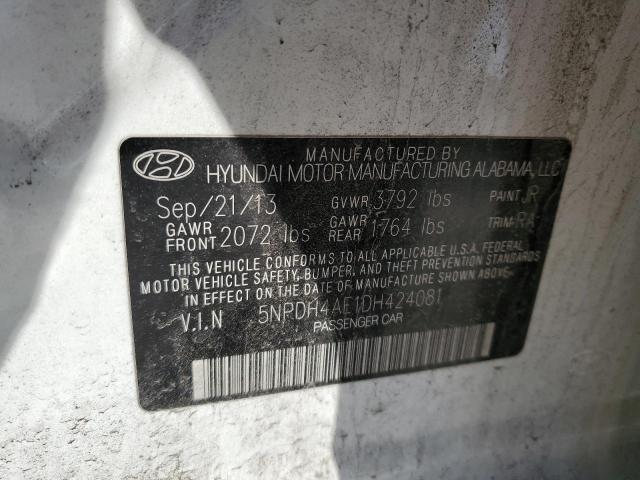 MANUFACTURED BY
HYUNDAI MOTOR MANUFACTURING ALABAMA, LLC
Sep/21/13 GVWR 3792 lbs PAINT JR
GAWR FRONT 2072 lbs GAWR REAR 1764 lbs TRIM RA
THIS VEHICLE CONFORMS TO ALL APPLICABLE U.S.A. FEDERAL
MOTOR VEHICLE SAFETY, BUMPER, AND THEFT PREVENTION
STANDARDS IN EFFECT ON THE DATE OF MANUFACTURE SHOWN ABOVE.
V.I.N 5NPDH4AE1DH424081
PASSENGER CAR